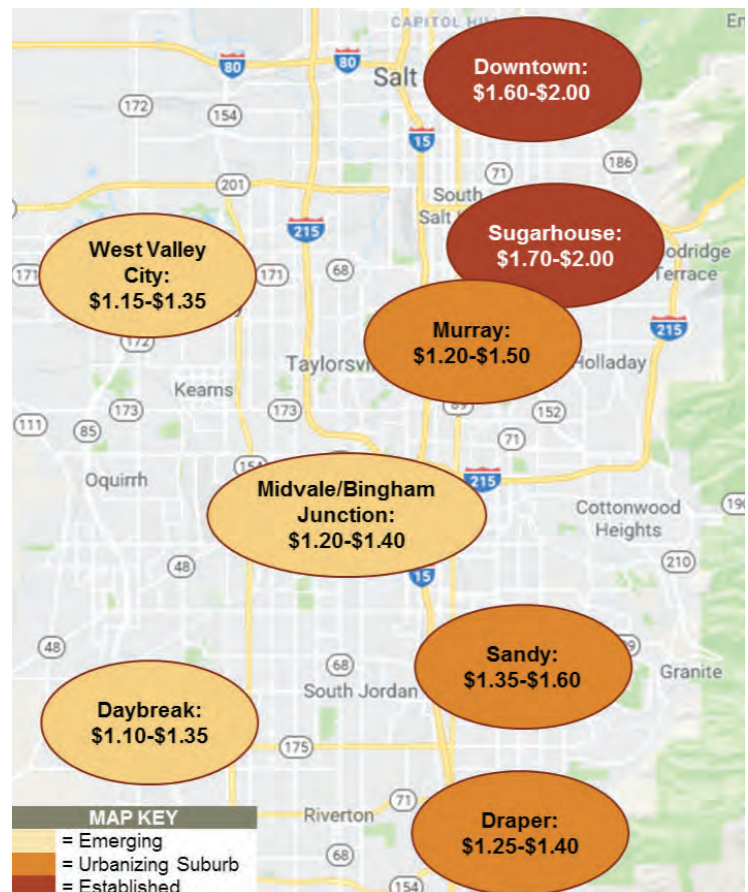 CAPITOL HIL
En
80
80
Salt
Downtown:
$1.60-$2.00
172
154
15
186
71
201
South
Salt
215
Sugarhouse:
$1.70-$2.00
odridge
Terrace
West Valley
City:
$1.15-$1.35
171
171
68
215
Murray:
$1.20-$1.50
172
Taylorsvi
Holladay
Kearns
173
173
89
152
111
85
71
154
215
Oquirrh
Midvale/Bingham
Junction:
$1.20-$1.40
Cottonwood
Heights
190
48
15
210
48
Sandy:
$1.35-$1.60
68
South Jordan
Granite
Daybreak:
$1.10-$1.35
175
MAP KEY
= Emerging
= Urbanizing Suburb
= Established
Riverton
71
Draper:
$1.25-$1.40
68
154